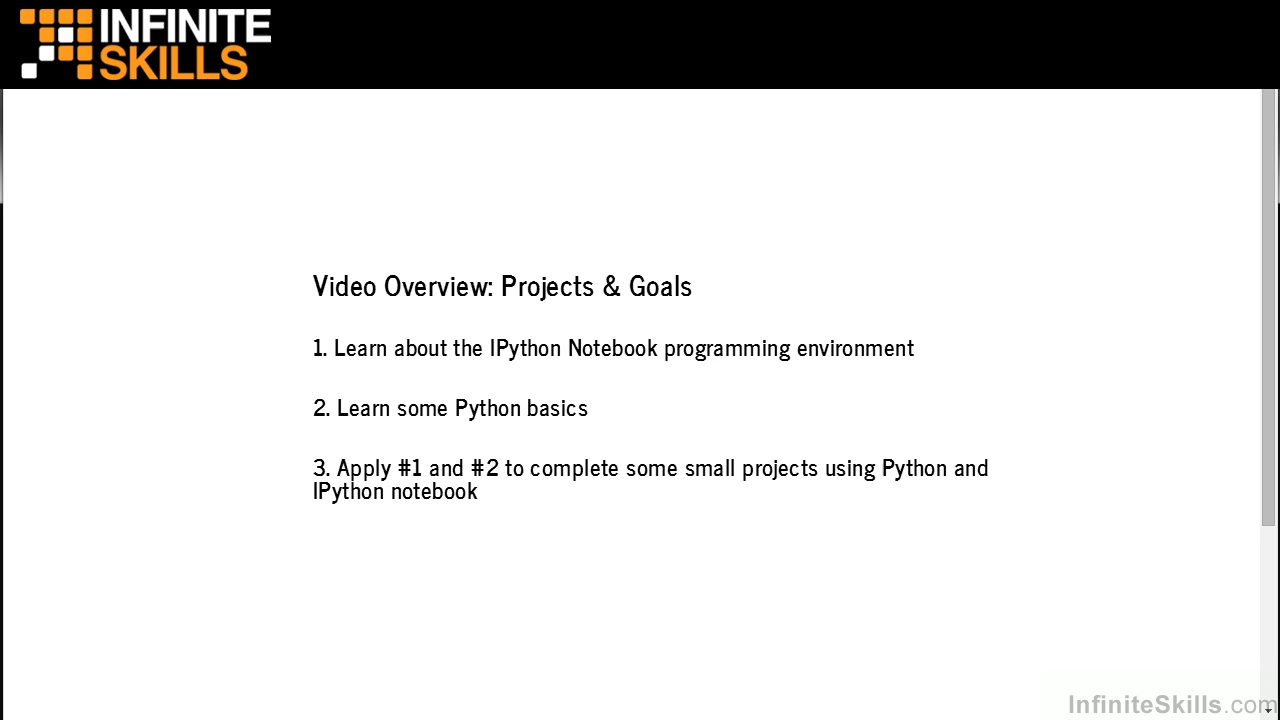 INFINITE
SKILLS
Video Overview: Projects & Goals
1. Learn about the IPython Notebook programming environment
2. Learn some Python basics
3. Apply #1 and #2 to complete some small projects using Python and
IPython notebook
InfiniteSkills.com